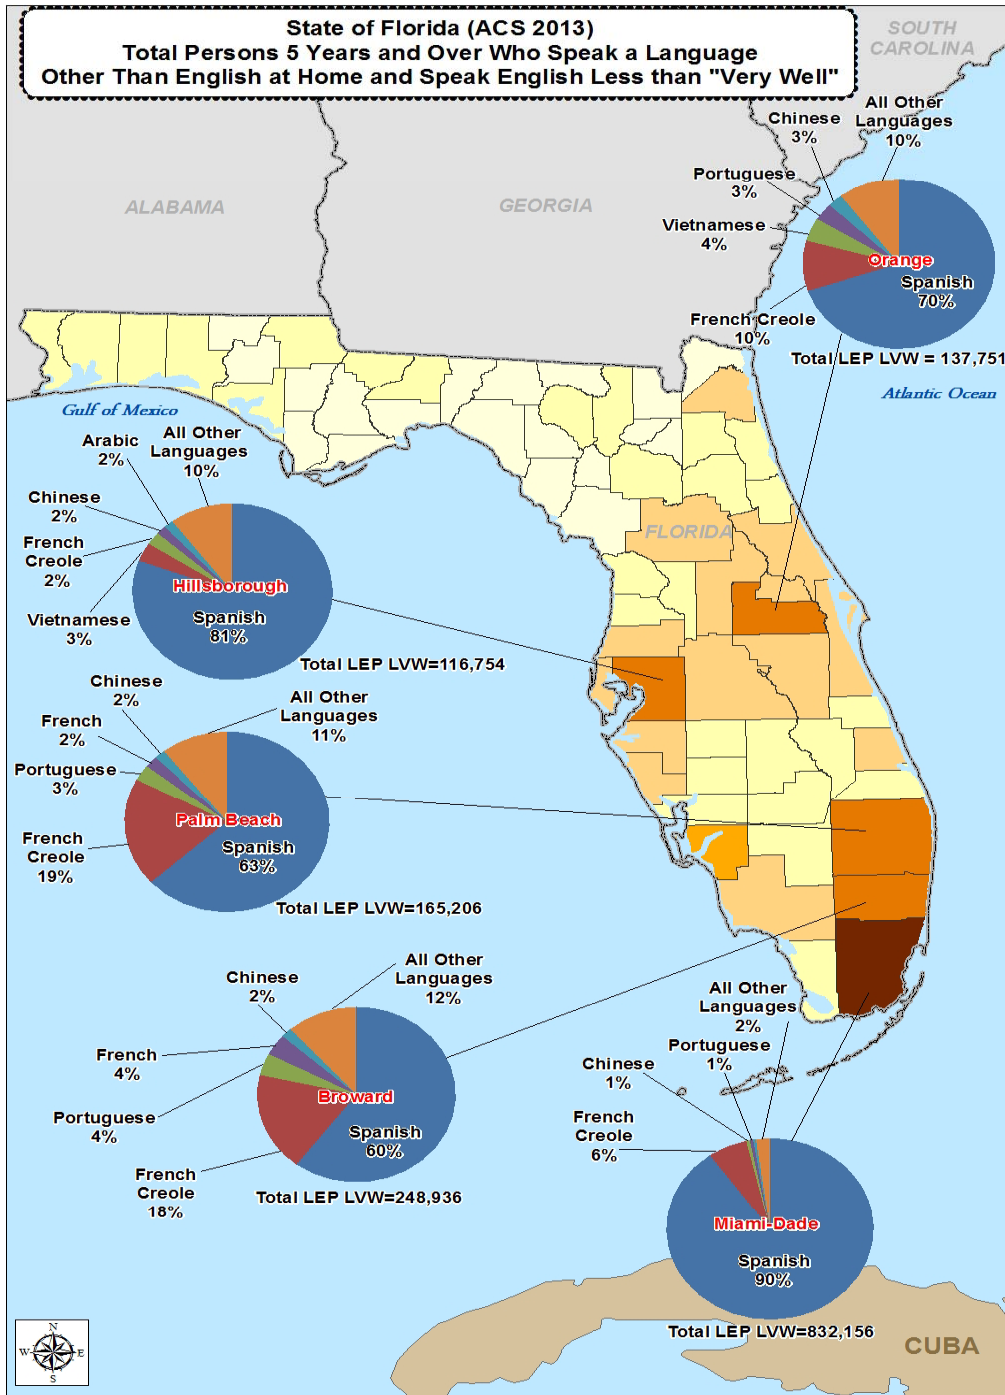 State of Florida (ACS 2013)
Total Persons 5 Years and Over Who Speak a Language
Other Than English at Home and Speak English Less than "Very Well"
SOUTH
CAROLINA
ALABAMA
GEORGIA
Chinese
3%
All Other
Languages
10%
Portuguese
3%
Vietnamese
4%
Orange
Spanish
70%
French Creole
10%
Total LEP LVW = 137,751
Gulf of Mexico
Atlantic Ocean
FLORIDA
Arabic
2%
All Other
Languages
10%
Chinese
2%
French
Creole
2%
Vietnamese
3%
Hillsborough
Spanish
81%
Total LEP LVW=116,754
Chinese
2%
All Other
Languages
11%
French
2%
Portuguese
3%
French
Creole
19%
Palm Beach
Spanish
63%
Total LEP LVW=165,206
Chinese
2%
All Other
Languages
12%
French
4%
Portuguese
4%
French
Creole
18%
Broward
Spanish
60%
Total LEP LVW=248,936
All Other
Languages
2%
Portuguese
1%
Chinese
1%
French
Creole
6%
Miami-Dade
Spanish
90%
Total LEP LVW=832,156
CUBA
N
W
E
S